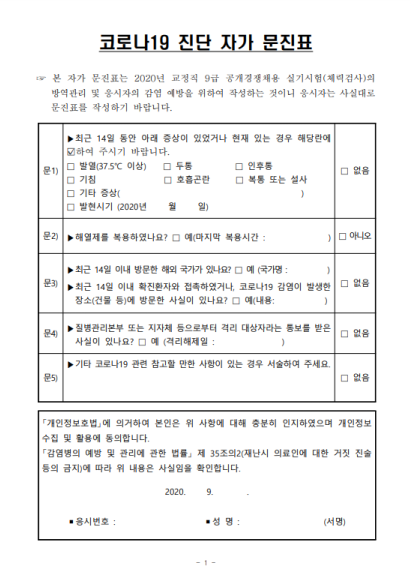 코로나19 진단 자가 문진표
☞ 본 자가 문진표는 2020년 교정직 9급 공개경쟁채용 실기시험(체력검사)의
방역관리 및 응시자의 감염 예방을 위하여 작성하는 것이니 응시자는 사실대로
문진표를 작성하기 바랍니다.
문1)
▶최근 14일 동안 아래 증상이 있었거나 현재 있는 경우 해당란에
☑하여 주시기 바랍니다.
□ 발열(37.5℃ 이상) □ 두통 □ 인후통
□ 기침 □ 호흡곤란 □ 복통 또는 설사
□ 기타 증상( )
□ 발현시기 (2020년 월 일)
□ 없음
문2) ▶해열제를 복용하였나요? □ 예(마지막 복용시간 : ) □ 아니오
문3)
▶최근 14일 이내 방문한 해외 국가가 있나요? □ 예 (국가명 : )
▶최근 14일 이내 확진환자와 접촉하였거나, 코로나19 감염이 발생한
장소(건물 등)에 방문한 사실이 있나요? □ 예(내용: )
□ 없음
문4)
▶질병관리본부 또는 지자체 등으로부터 격리 대상자라는 통보를 받은
사실이 있나요? □ 예 (격리해제일 : )
□ 없음
문5)
▶기타 코로나19 관련 참고할 만한 사항이 있는 경우 서술하여 주세요.
□ 없음
「개인정보보호법」에 의거하여 본인은 위 사항에 대해 충분히 인지하였으며 개인정보
수집 및 활용에 동의합니다.
「감염병의 예방 및 관리에 관한 법률」 제 35조의2(재난시 의료인에 대한 거짓 진술
등의 금지)에 따라 위 내용은 사실임을 확인합니다.
2020. 9. .
▪응시번호 : ▪성 명 : (서명)
- 1 -